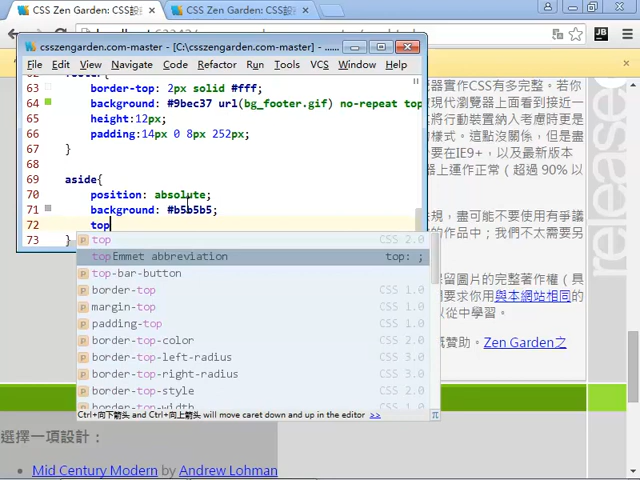 CSS Zen Garden: CSS設
CSS Zen Garden: CSS設
csszengarden.com-master - [C:\csszengarden.com-master] - ......
File Edit View Navigate Code Refactor Run Tools VCS Window Help
63 border-top: 2px solid #fff;
64 background: #9bec37 url(bg_footer.gif) no-repeat top
65 height:12px;
66 padding:14px 0 8px 252px;
67 }
68
69 aside{
70 position: absolute;
71 background: #b5b5b5;
72 top
73 }
top CSS 2.0
top Emmet abbreviation top: ;
top-bar-button
border-top CSS 1.0
margin-top CSS 1.0
padding-top CSS 1.0
border-top-color CSS 2.0
border-top-left-radius CSS 3.0
border-top-right-radius CSS 3.0
border-top-style CSS 2.0
border-top-width CSS 1.0
Ctrl+向下箭头 and Ctrl+向上箭头 will move caret down and up in the editor >>
器實作CSS有多完整。若你
現代瀏覽器上面看到接近一
將行動裝置納入考慮時更是
樣式。這點沒關係，但是盡
要在IE9+，以及最新版本
器上運作正常（超過 90% 以
規，盡可能不要使用有爭議
的作品中；我們不太需要另
留圖片的完整著作權（具
要求你用與本網站相同的
以從中學習。
贊助。Zen Garden之
released
選擇一項設計：
Mid Century Modern by Andrew Lohman